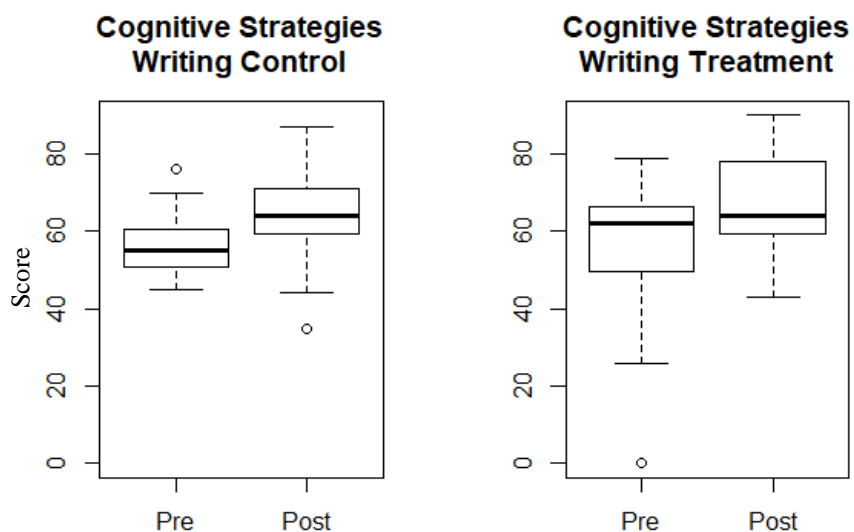 Cognitive Strategies
Writing Control
Cognitive Strategies
Writing Treatment
Score
80
60
40
20
0
Pre
Post
80
60
40
20
0
Pre
Post